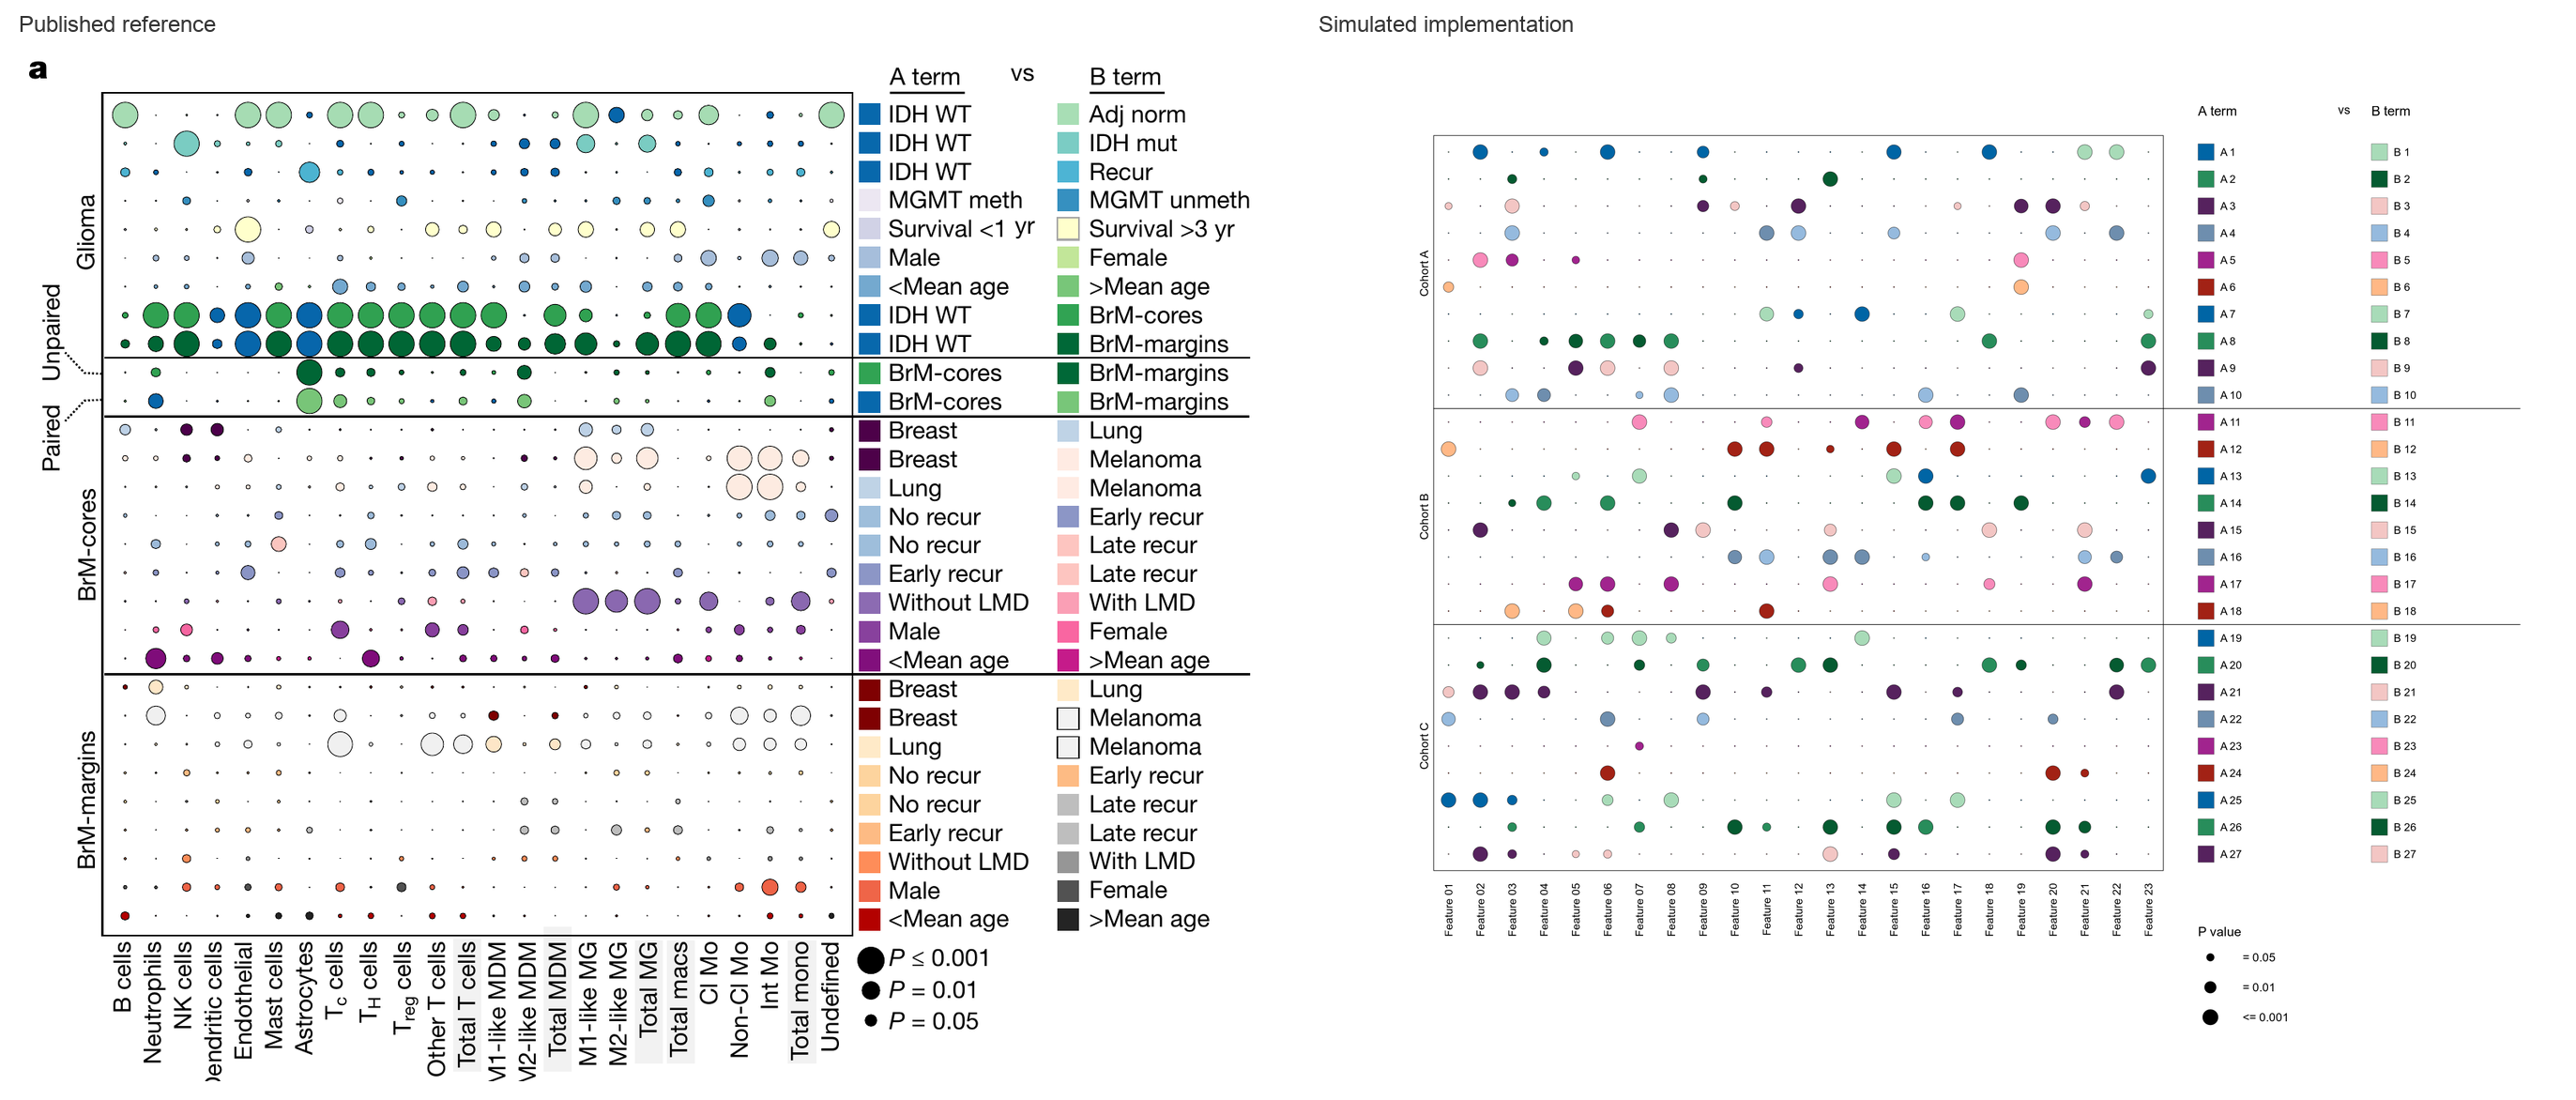 Published reference
a
A term vs B term
IDH WT Adj norm
IDH WT IDH mut
IDH WT Recur
MGMT meth MGMT unmeth
Survival <1 yr Survival >3 yr
Male Female
<Mean age >Mean age
IDH WT BrM-cores
IDH WT BrM-margins
BrM-cores BrM-margins
BrM-cores BrM-margins
Breast Lung
Breast Melanoma
Lung Melanoma
No recur Early recur
No recur Late recur
Early recur Late recur
Without LMD With LMD
Male Female
<Mean age >Mean age
Breast Lung
Breast Melanoma
Lung Melanoma
No recur Early recur
No recur Late recur
Early recur Late recur
Without LMD With LMD
Male Female
<Mean age >Mean age
Glioma
Unpaired
Paired
BrM-cores
BrM-margins
B cells
Neutrophils
NK cells
Dendritic cells
Endothelial
Mast cells
Astrocytes
Tc cells
TH cells
Treg cells
Other T cells
Total T cells
M1-like MDM
M2-like MDM
Total MDM
M1-like MG
M2-like MG
Total MG
Total macs
Cl Mo
Non-Cl Mo
Int Mo
Total mono
Undefined
P ≤ 0.001
P = 0.01
P = 0.05
Simulated implementation
A term vs B term
A 1 B 1
A 2 B 2
A 3 B 3
A 4 B 4
A 5 B 5
A 6 B 6
A 7 B 7
A 8 B 8
A 9 B 9
A 10 B 10
A 11 B 11
A 12 B 12
A 13 B 13
A 14 B 14
A 15 B 15
A 16 B 16
A 17 B 17
A 18 B 18
A 19 B 19
A 20 B 20
A 21 B 21
A 22 B 22
A 23 B 23
A 24 B 24
A 25 B 25
A 26 B 26
A 27 B 27
Cohort A
Cohort B
Cohort C
Feature 01
Feature 02
Feature 03
Feature 04
Feature 05
Feature 06
Feature 07
Feature 08
Feature 09
Feature 10
Feature 11
Feature 12
Feature 13
Feature 14
Feature 15
Feature 16
Feature 17
Feature 18
Feature 19
Feature 20
Feature 21
Feature 22
Feature 23
P value
= 0.05
= 0.01
<= 0.001